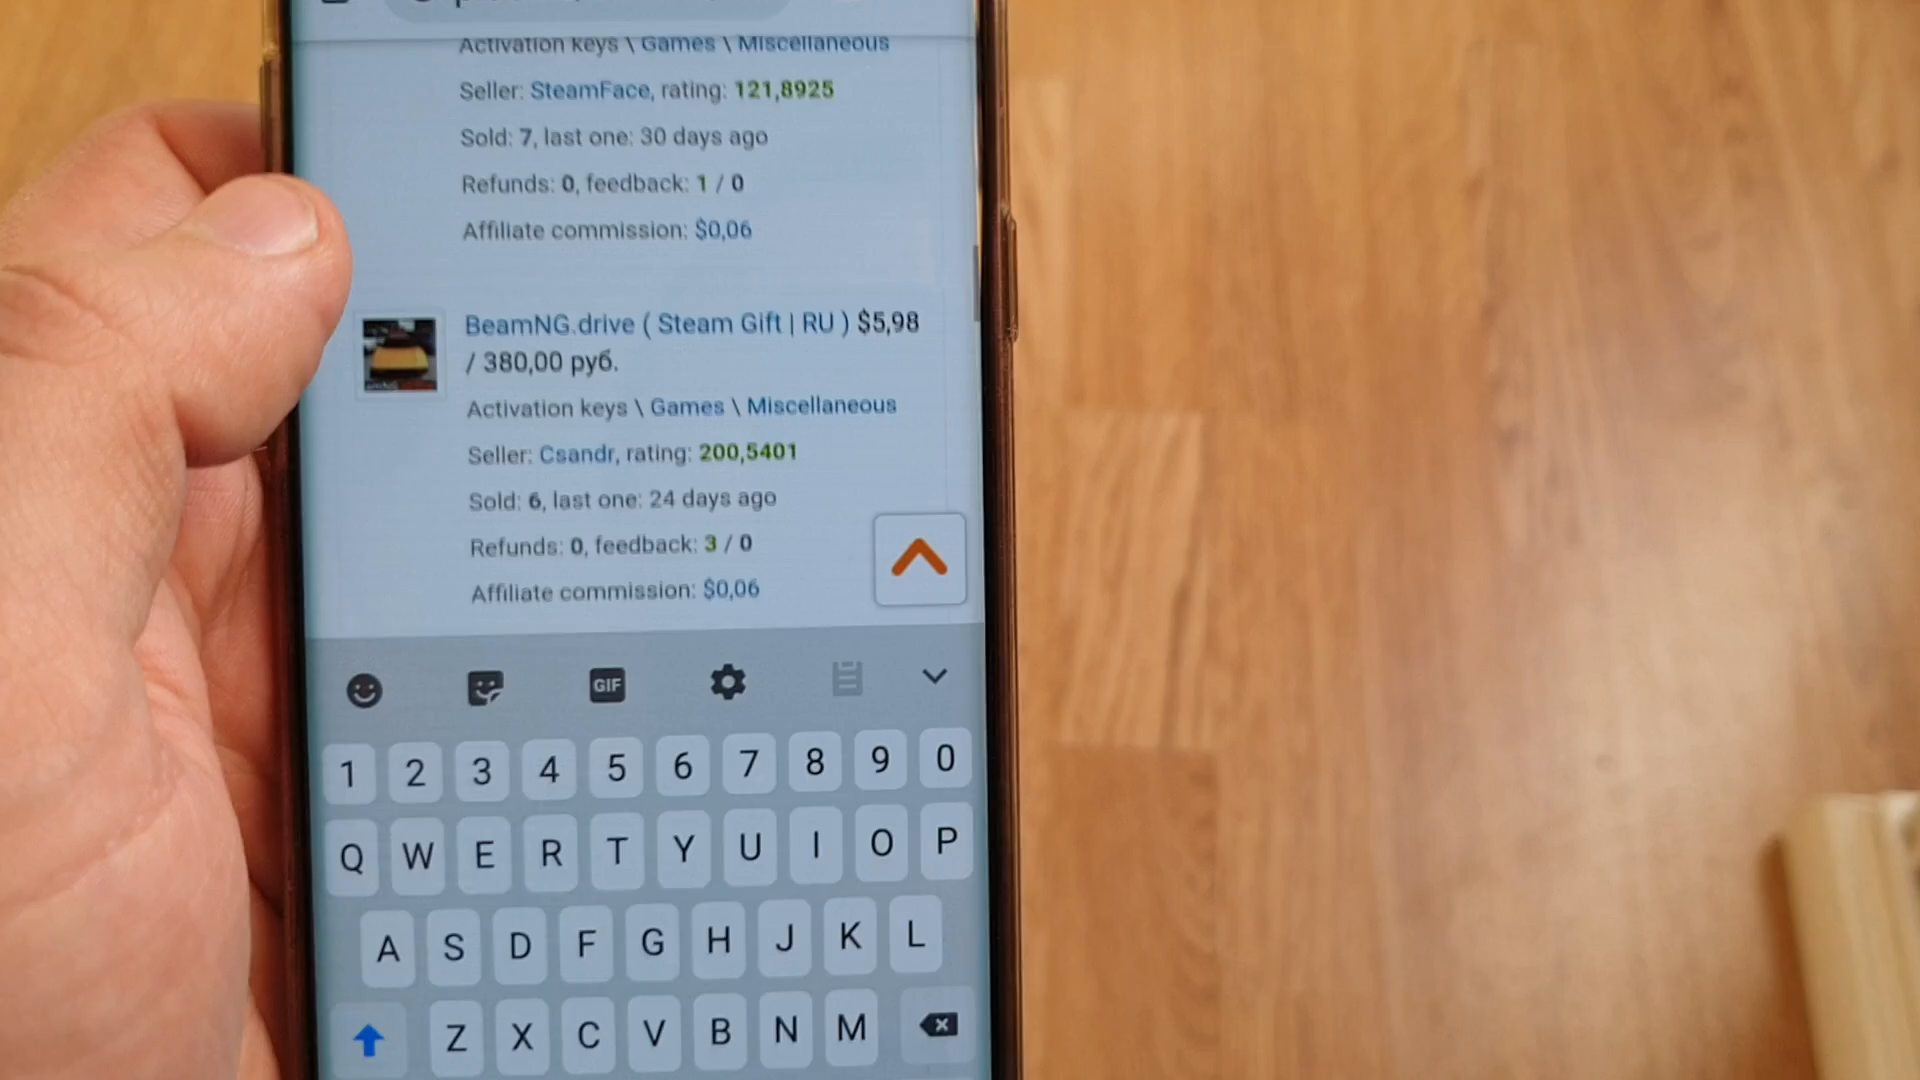 Activation keys \ Games \ Miscellaneous
Seller: SteamFace, rating: 121,8925
Sold: 7, last one: 30 days ago
Refunds: 0, feedback: 1 / 0
Affiliate commission: $0,06
BeamNG.drive ( Steam Gift | RU ) $5,98
/ 380,00 руб.
Activation keys \ Games \ Miscellaneous
Seller: Csandr, rating: 200,5401
Sold: 6, last one: 24 days ago
Refunds: 0, feedback: 3 / 0
Affiliate commission: $0,06
GIF
1 2 3 4 5 6 7 8 9 0
Q W E R T Y U I O P
A S D F G H J K L
Z X C V B N M